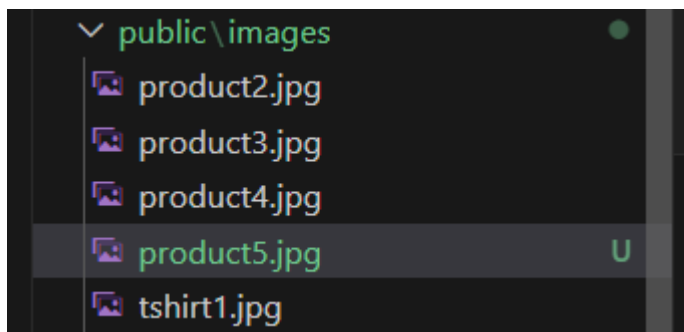 public\images
product2.jpg
product3.jpg
product4.jpg
product5.jpg U
tshirt1.jpg